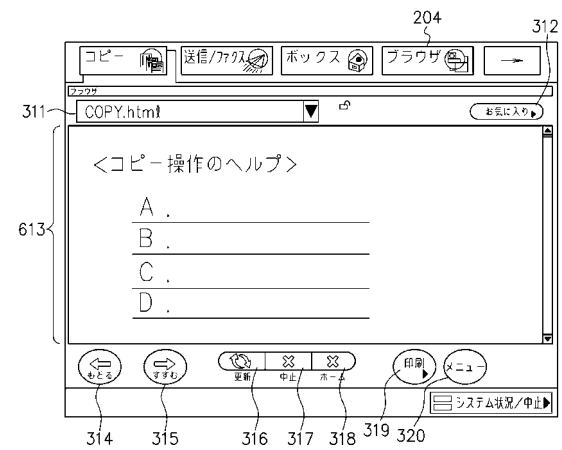 204
312
コピー
送信/ファクス
ボックス
ブラウザ
ブラウザ
311
COPY.html
お気に入り
613
<コピー操作のヘルプ>
A.
B.
C.
D.
もどる
すすむ
更新
中止
ホーム
印刷
メニュー
システム状況/中止
314
315
316
317
318
319
320